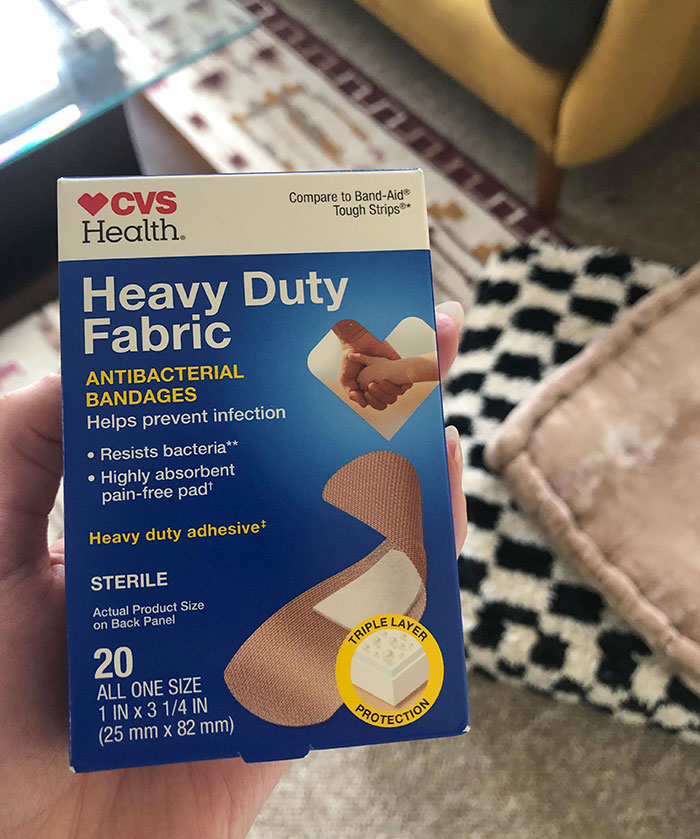 CVS
Health®
Compare to Band-Aid®
Tough Strips®*
Heavy Duty
Fabric
ANTIBACTERIAL
BANDAGES
Helps prevent infection
• Resists bacteria**
• Highly absorbent
pain-free pad†
Heavy duty adhesive‡
STERILE
Actual Product Size
on Back Panel
20
ALL ONE SIZE
1 IN x 3 1/4 IN
(25 mm x 82 mm)
TRIPLE LAYER
PROTECTION